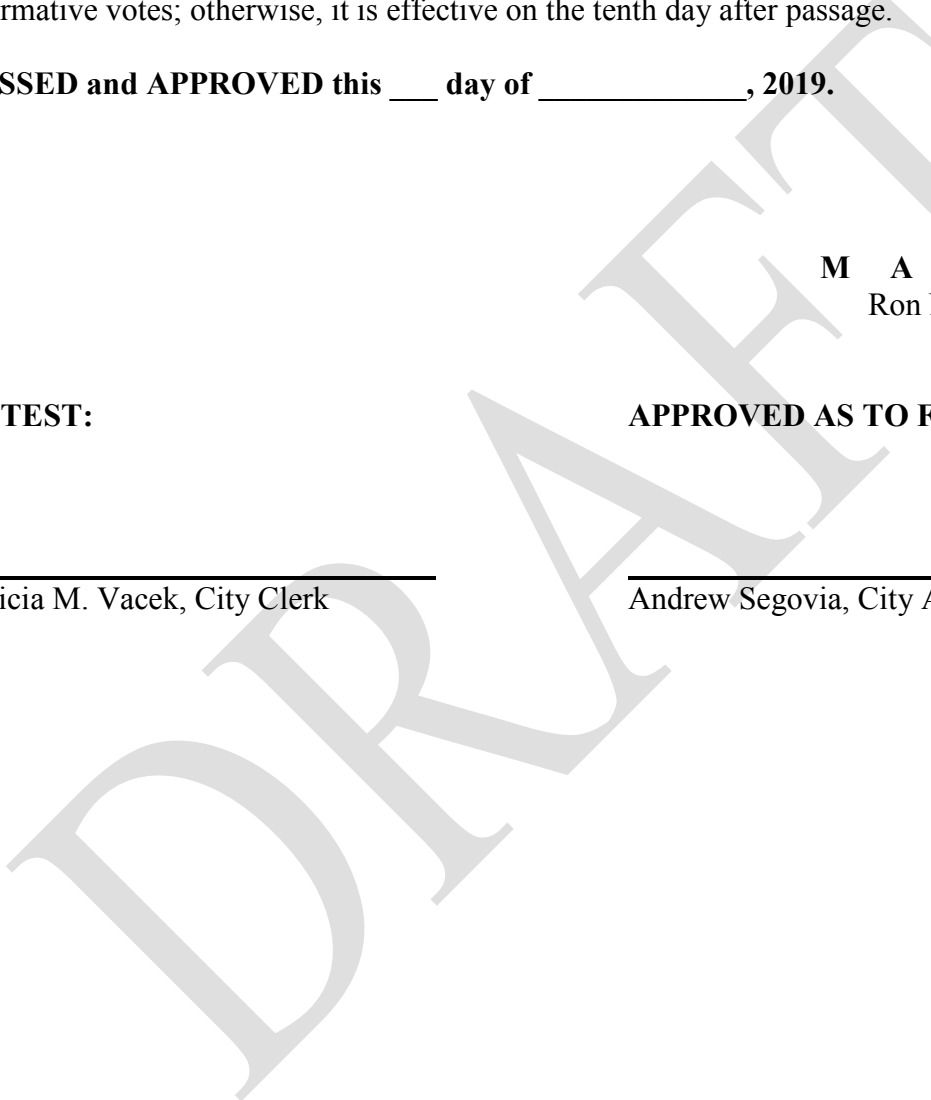 rmative votes; otherwise, it is effective on the tenth day after passage.
SSED and APPROVED this ___ day of _____________, 2019.
M A
Ron
TEST: APPROVED AS TO F
icia M. Vacek, City Clerk Andrew Segovia, City A
DRAFT